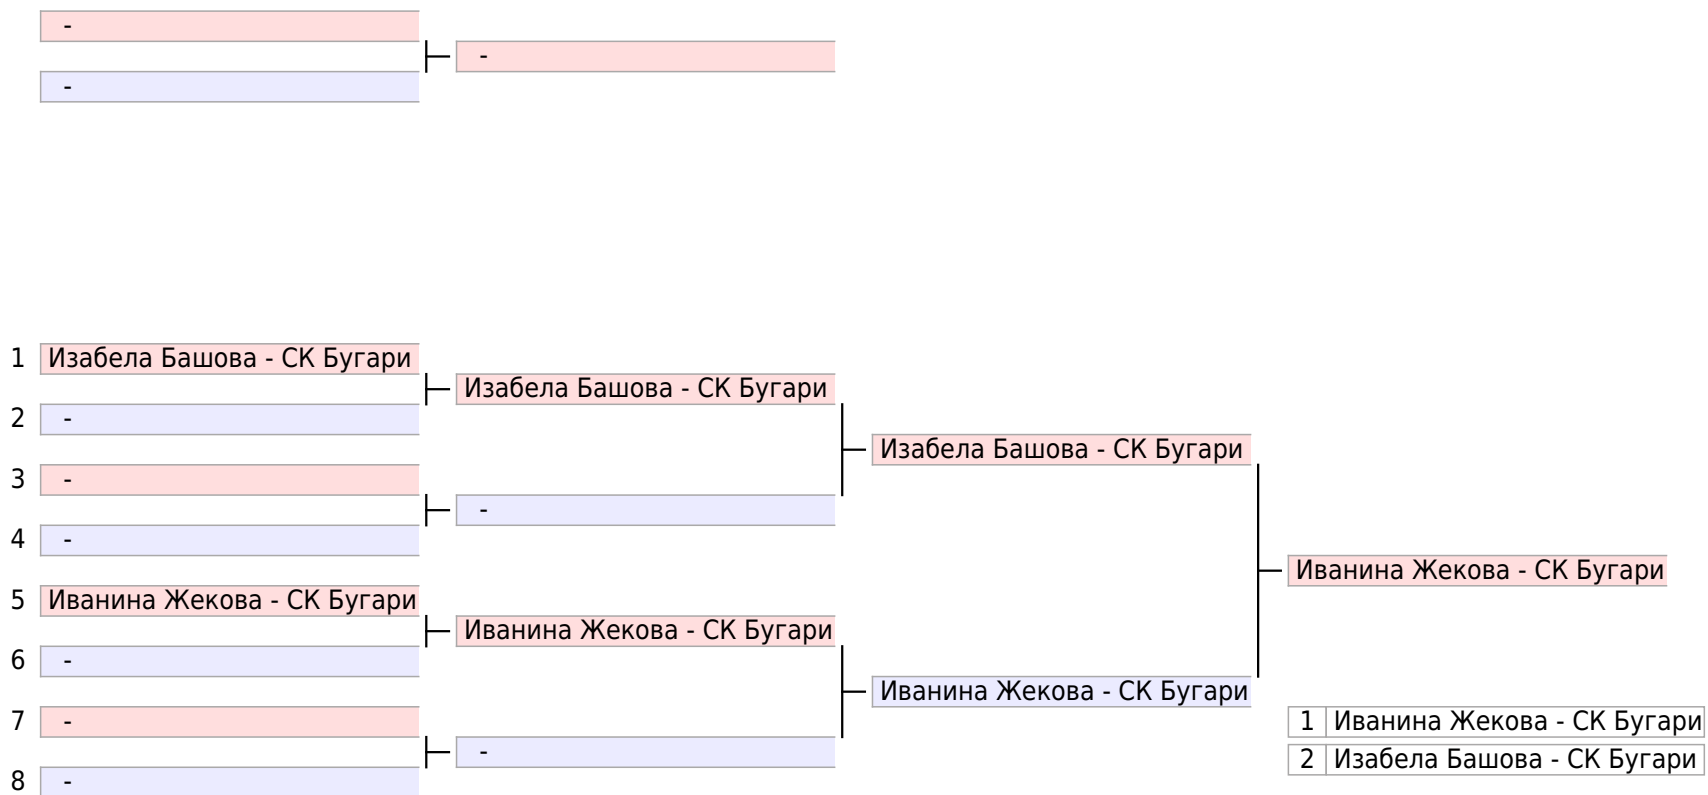 -
-
-
1 Изабела Башова - СК Бугари
Изабела Башова - СК Бугари
2 -
Изабела Башова - СК Бугари
3 -
-
4 -
Иванина Жекова - СК Бугари
5 Иванина Жекова - СК Бугари
Иванина Жекова - СК Бугари
6 -
Иванина Жекова - СК Бугари
7 -
1 Иванина Жекова - СК Бугари
-
2 Изабела Башова - СК Бугари
8 -